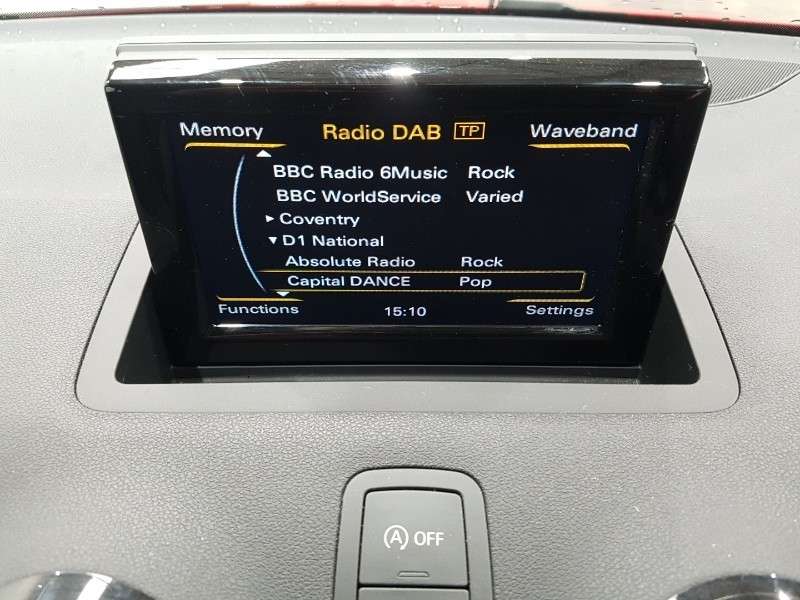 Memory Radio DAB TP Waveband
BBC Radio 6Music Rock
BBC WorldService Varied
Coventry
D1 National
Absolute Radio Rock
Capital DANCE Pop
Functions 15:10 Settings
A OFF